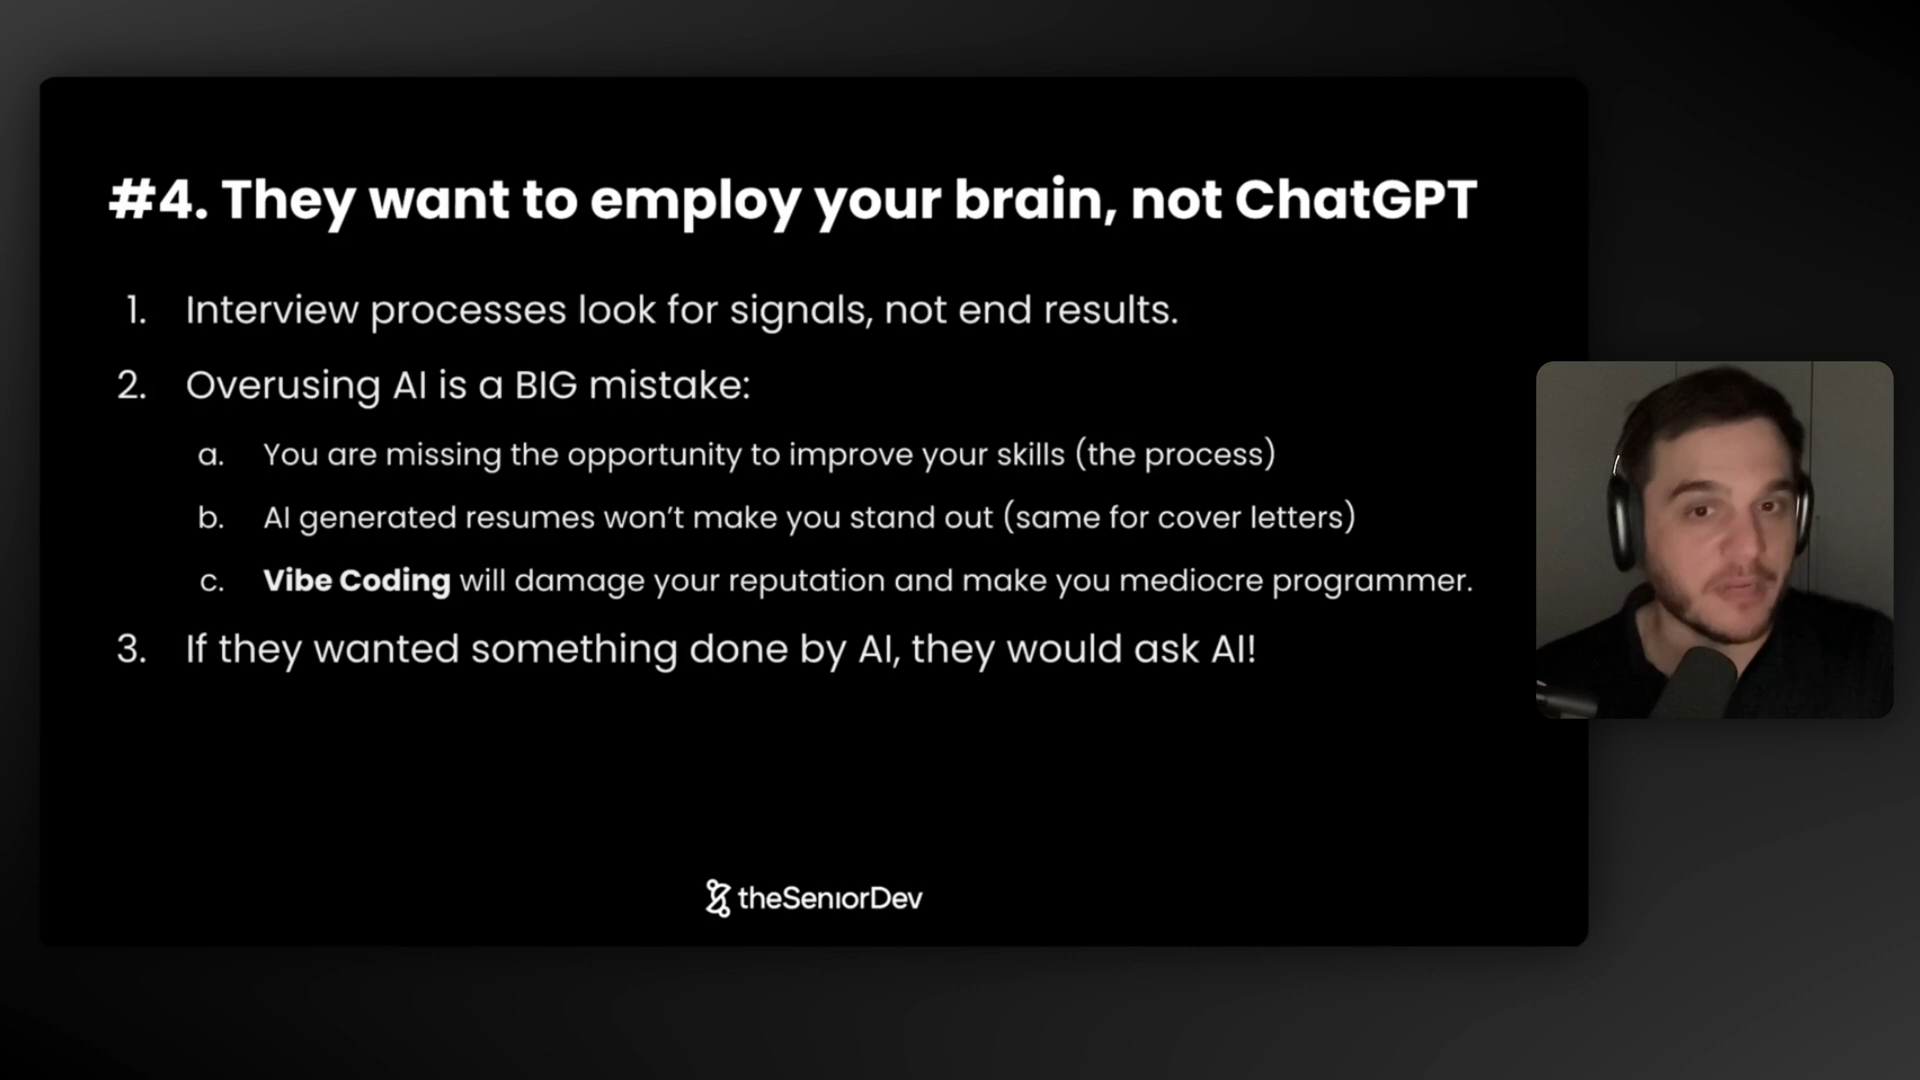 #4. They want to employ your brain, not ChatGPT
1. Interview processes look for signals, not end results.
2. Overusing AI is a BIG mistake:
a. You are missing the opportunity to improve your skills (the process)
b. AI generated resumes won't make you stand out (same for cover letters)
c. Vibe Coding will damage your reputation and make you mediocre programmer.
3. If they wanted something done by AI, they would ask AI!
theSeniorDev